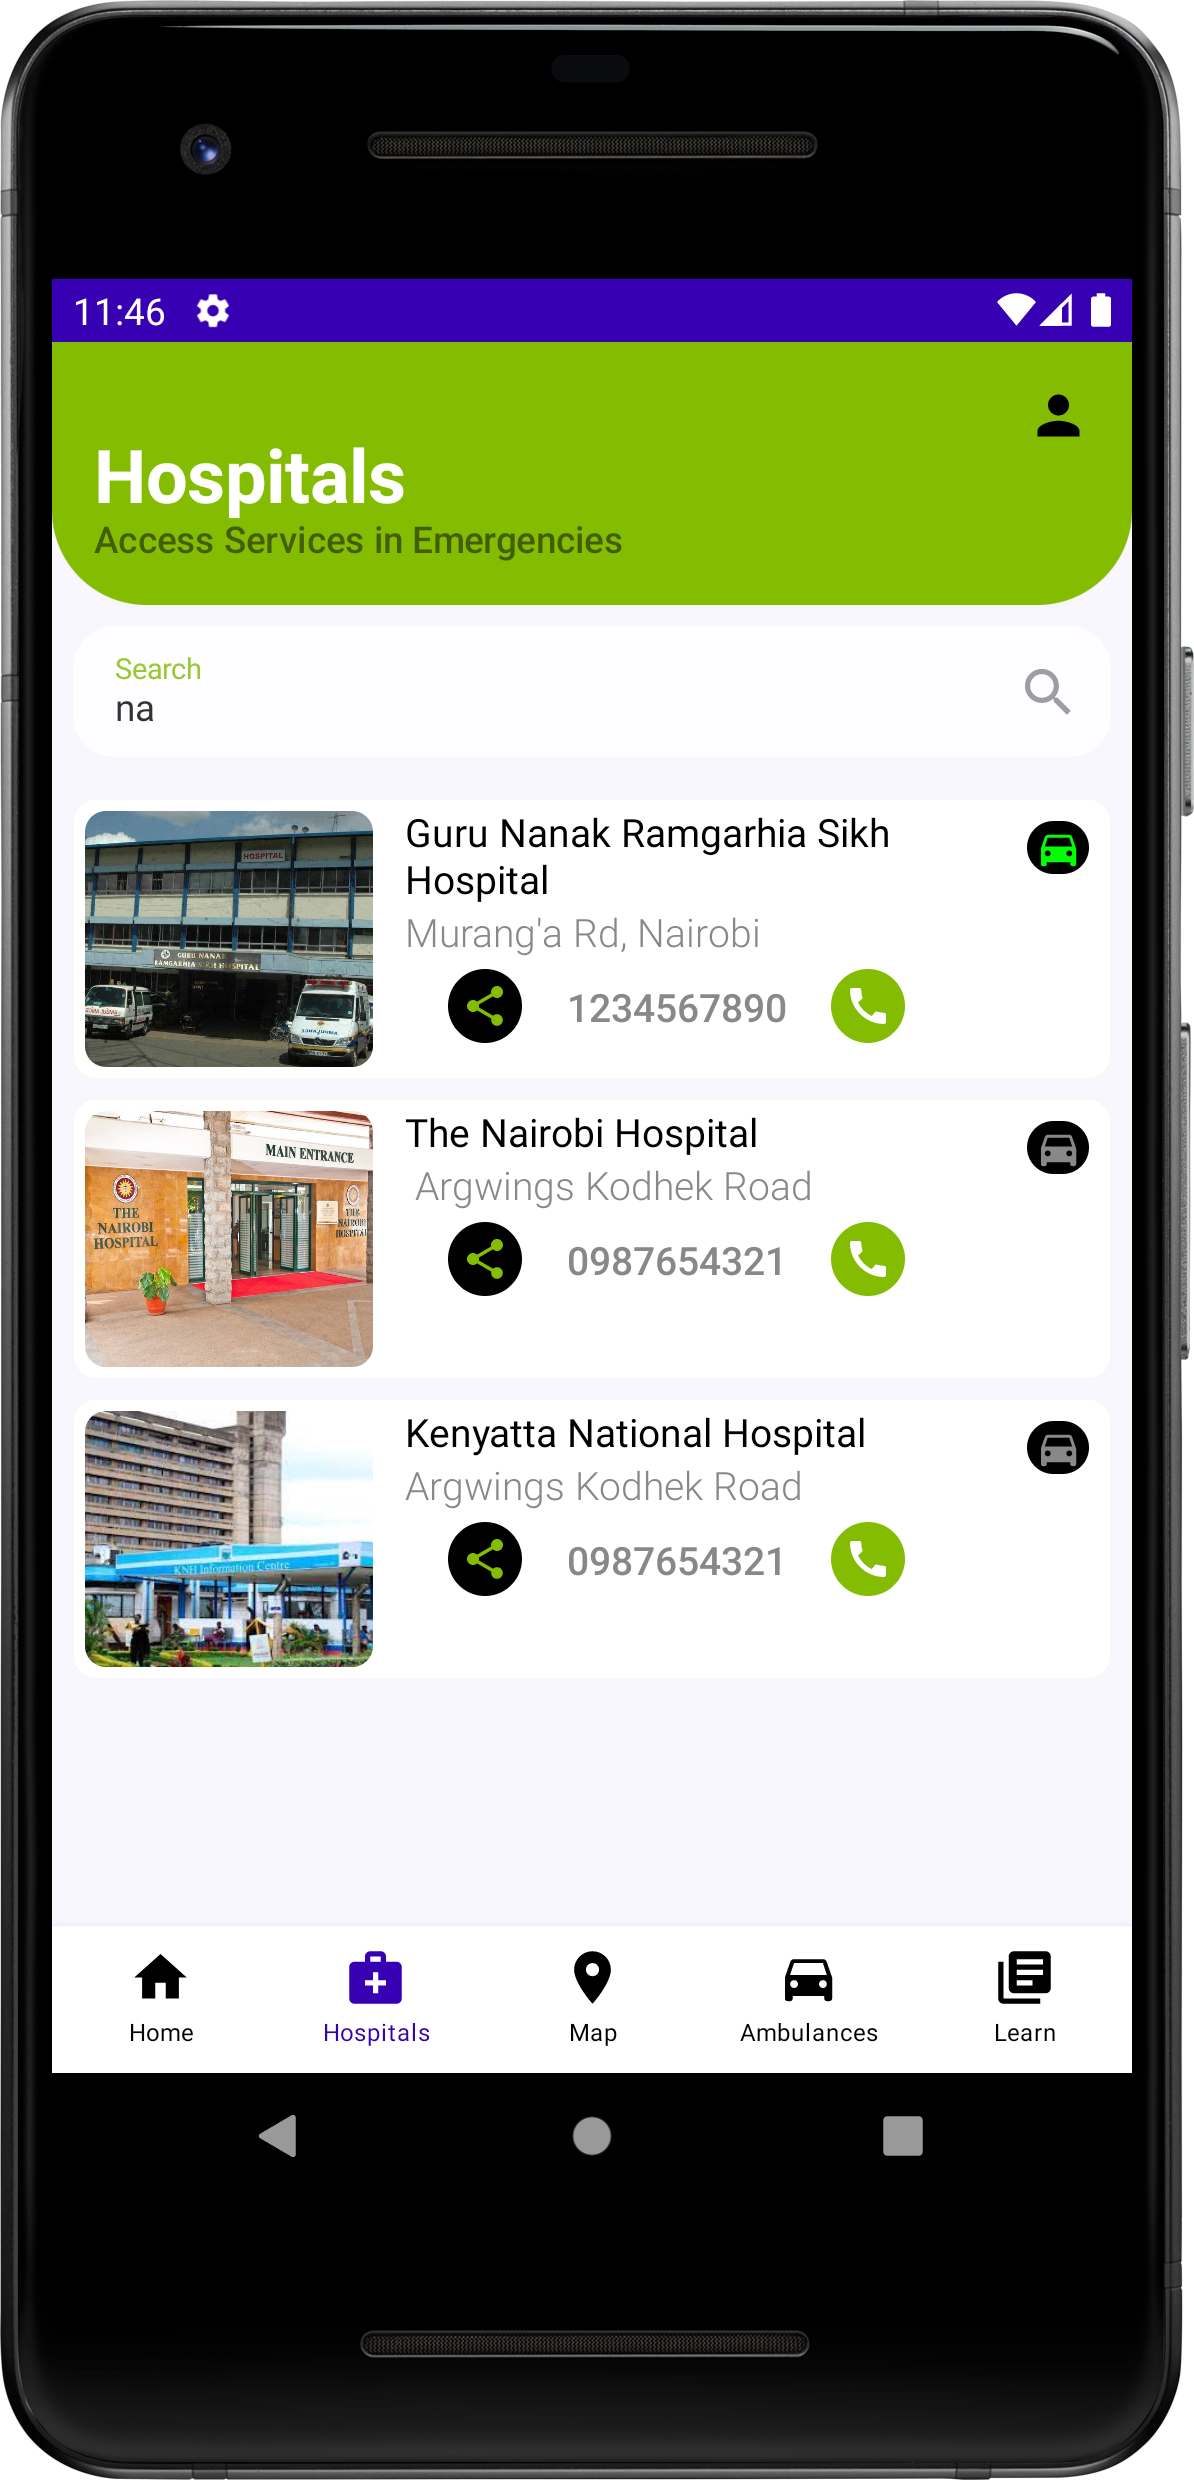 11:46
Hospitals
Access Services in Emergencies
Search
na
HOSPITAL
GURU NANAK
RAMGARHIA SIKH HOSPITAL
Guru Nanak Ramgarhia Sikh
Hospital
Murang'a Rd, Nairobi
1234567890
MAIN ENTRANCE
THE
NAIROBI
HOSPITAL
THE
NAIROBI
HOSPITAL
The Nairobi Hospital
Argwings Kodhek Road
0987654321
KNH Information Centre
Kenyatta National Hospital
Argwings Kodhek Road
0987654321
Home
Hospitals
Map
Ambulances
Learn